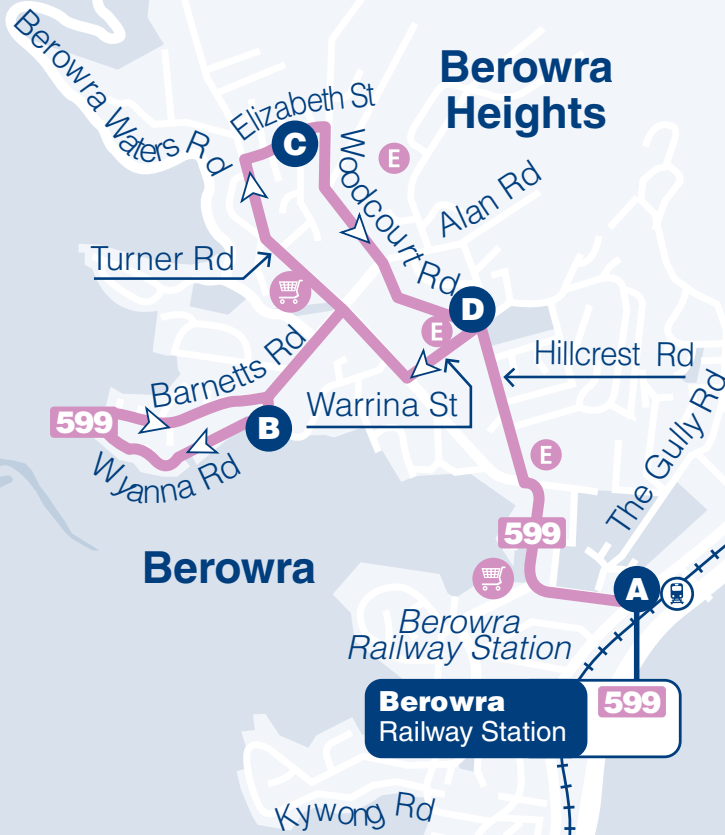 Berowra Waters Rd
Elizabeth St
Berowra
Heights
C
Woodcourt Rd
E
Alan Rd
Turner Rd
D
E
Hillcrest Rd
Barnetts Rd
Warrina St
599
B
Wyanna Rd
The Gully Rd
E
599
Berowra
A
Berowra
Railway Station
Berowra
Railway Station
599
Kywong Rd